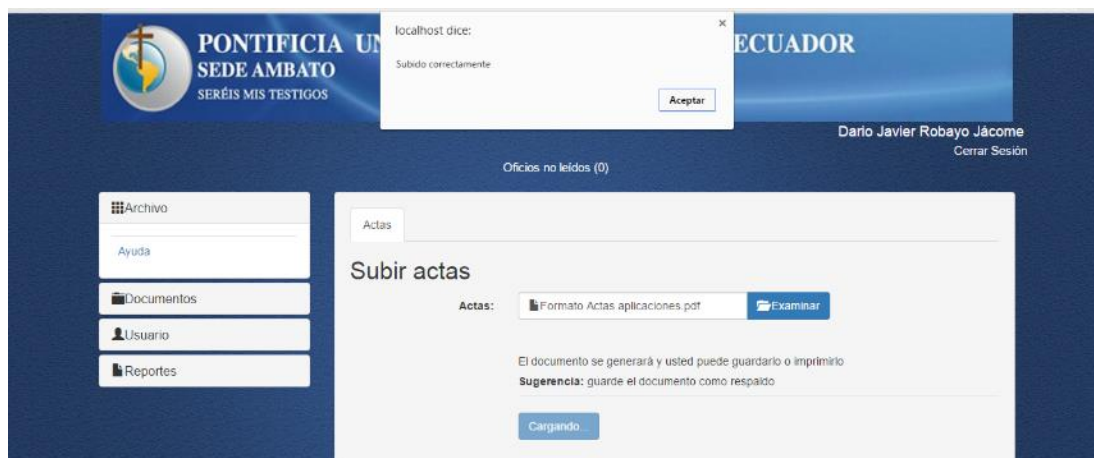 localhost dice:
Subido correctamente
Aceptar
PONTIFICIA UN ECUADOR
SEDE AMBATO
SERÉIS MIS TESTIGOS
Dario Javier Robayo Jácome
Cerrar Sesión
Oficios no leídos (0)
Archivo
Ayuda
Documentos
Usuario
Reportes
Actas
Subir actas
Actas: Formato Actas aplicaciones.pdf Examinar
El documento se generará y usted puede guardarlo o imprimirlo
Sugerencia: guarde el documento como respaldo
Cargando...